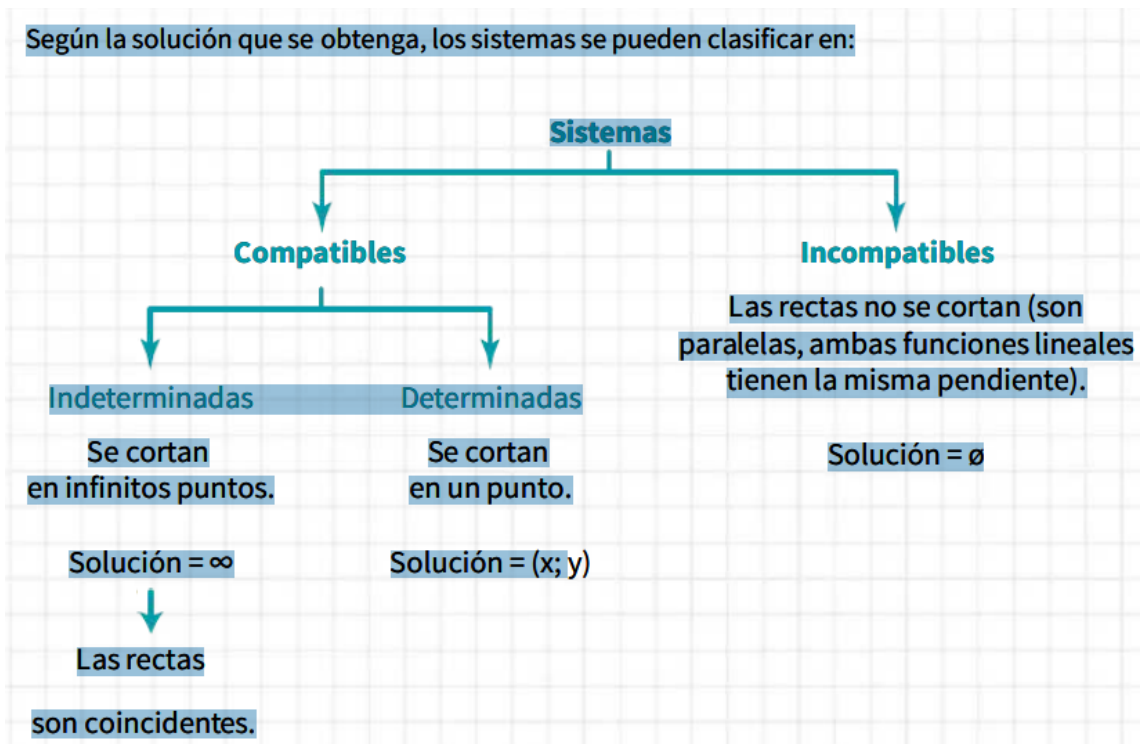 Según la solución que se obtenga, los sistemas se pueden clasificar en:
Sistemas
Compatibles
Incompatibles
Las rectas no se cortan (son
paralelas, ambas funciones lineales
tienen la misma pendiente).
Solución = ø
Indeterminadas
Determinadas
Se cortan
en infinitos puntos.
Se cortan
en un punto.
Solución = ∞
Solución = (x; y)
Las rectas
son coincidentes.